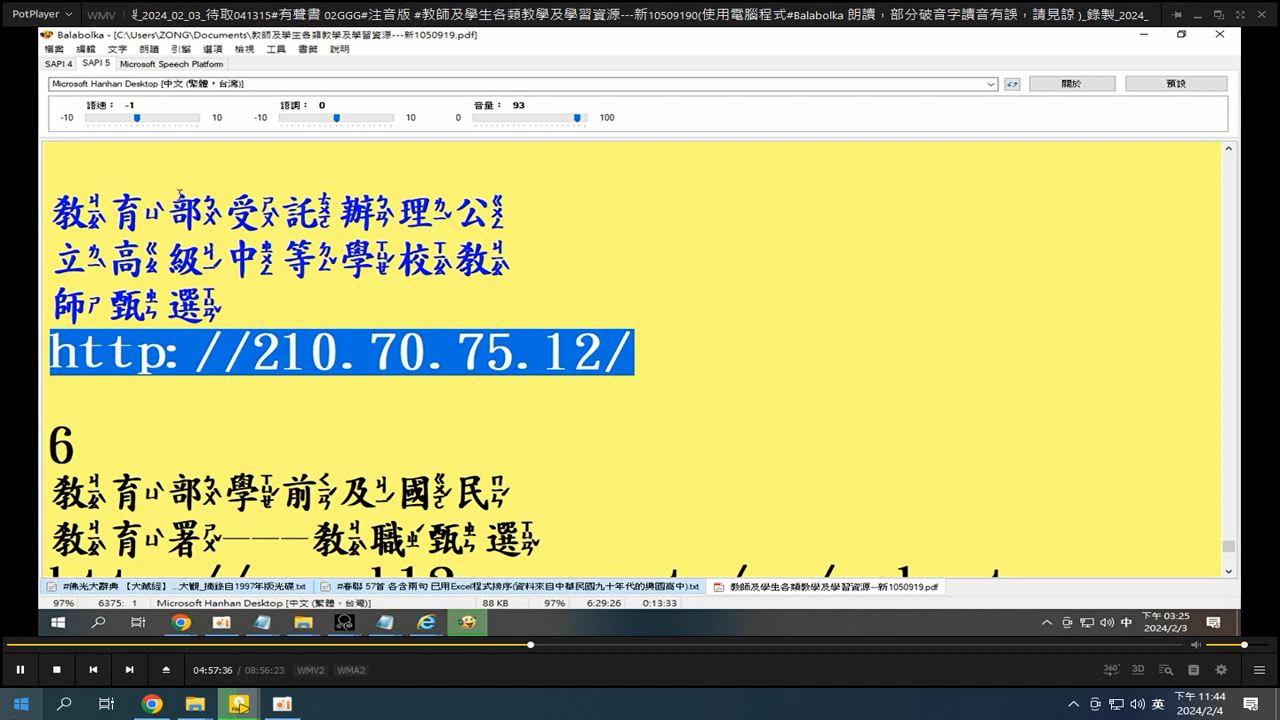 PotPlayer WMV 2024_02_03_待取041315#有聲書 02GGG#注音版 #教師及學生各類教學及學習資源---新10509190(使用電腦程式#Balabolka 朗讀，部分破音字讀音有誤，請見諒 )_錄製_2024_
Balabolka - [C:\Users\ZONG\Documents\教師及學生各類教學及學習資源---新1050919.pdf]
檔案 編輯 文字 朗讀 引擎 選項 檢視 工具 書籤 說明
SAPI 4 SAPI 5 Microsoft Speech Platform
Microsoft Hanhan Desktop [中文 (繁體，台灣)] 關於 預設
語速： -1 語調： 0 音量： 93
-10 10 -10 10 0 100
教育部受託辦理公
立高級中等學校教
師甄選
http://210.70.75.12/
6
教育部學前及國民
教育署———教職甄選
#佛光大辭典 【大藏經】...大觀_摘錄自1997年版光碟.txt #春聯 57首 各含兩句 已用Excel程式排序(資料來自中華民國九十年代的興國高中).txt 教師及學生各類教學及學習資源---新1050919.pdf
97% 6375: 1 Microsoft Hanhan Desktop [中文 (繁體，台灣)] 88 KB 97% 6:29:26 0:13:33
中 下午 03:25
2024/2/3
04:57:36 / 08:56:23 WMV2 WMA2 360° 3D
英 下午 11:44
2024/2/4